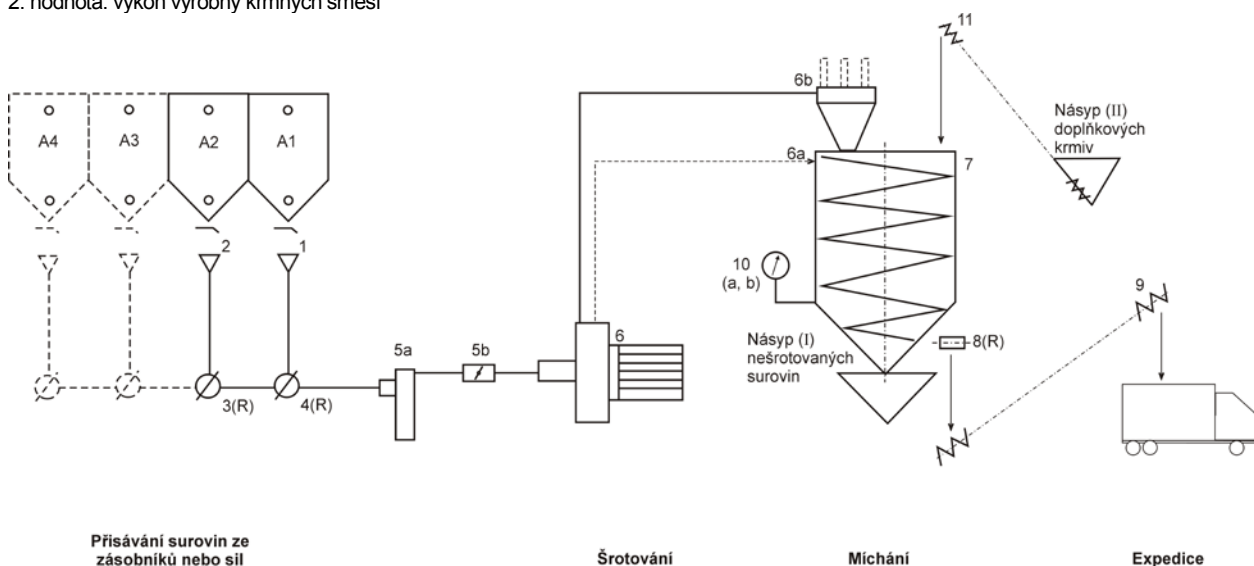 2. hodnota: výkon výrobny krmných směsí
11
6b
A4
A3
A2
A1
6a
7
Násyp (II)
doplňkových
krmiv
2
1
10
(a, b)
9
Násyp (I)
nešrotovaných
surovin
8(R)
5a
5b
6
3(R)
4(R)
Přisávání surovin ze
zásobníků nebo sil
Šrotování
Míchání
Expedice